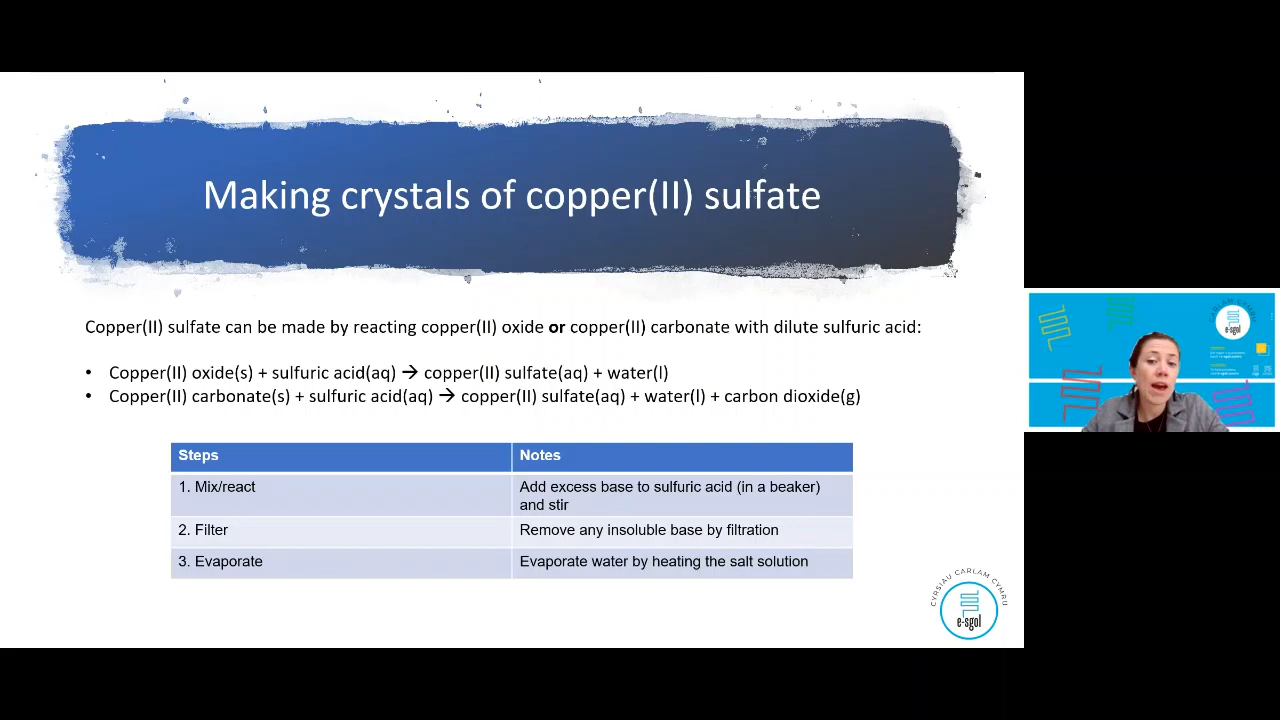 Making crystals of copper(II) sulfate
Copper(II) sulfate can be made by reacting copper(II) oxide or copper(II) carbonate with dilute sulfuric acid:
• Copper(II) oxide(s) + sulfuric acid(aq) → copper(II) sulfate(aq) + water(l)
• Copper(II) carbonate(s) + sulfuric acid(aq) → copper(II) sulfate(aq) + water(l) + carbon dioxide(g)
Steps Notes
1. Mix/react Add excess base to sulfuric acid (in a beaker)
and stir
2. Filter Remove any insoluble base by filtration
3. Evaporate Evaporate water by heating the salt solution
CYRSIAU CARLAM CYMRU
e-sgol
CARLAM CYMRU
e-sgol